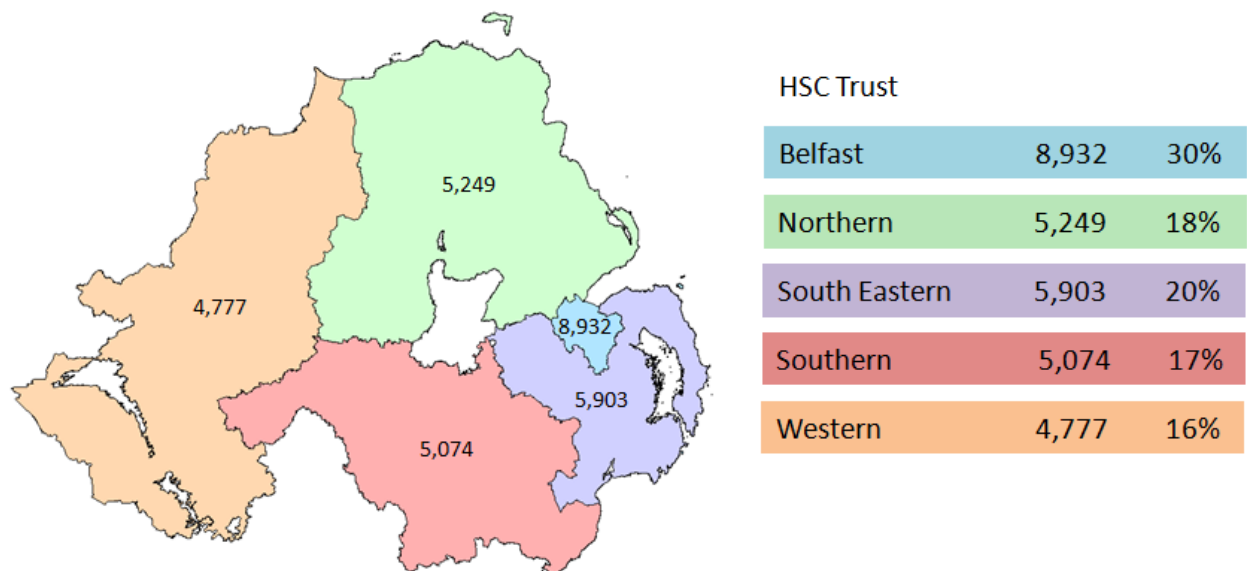 5,249
4,777
8,932
5,903
5,074
HSC Trust
Belfast 8,932 30%
Northern 5,249 18%
South Eastern 5,903 20%
Southern 5,074 17%
Western 4,777 16%